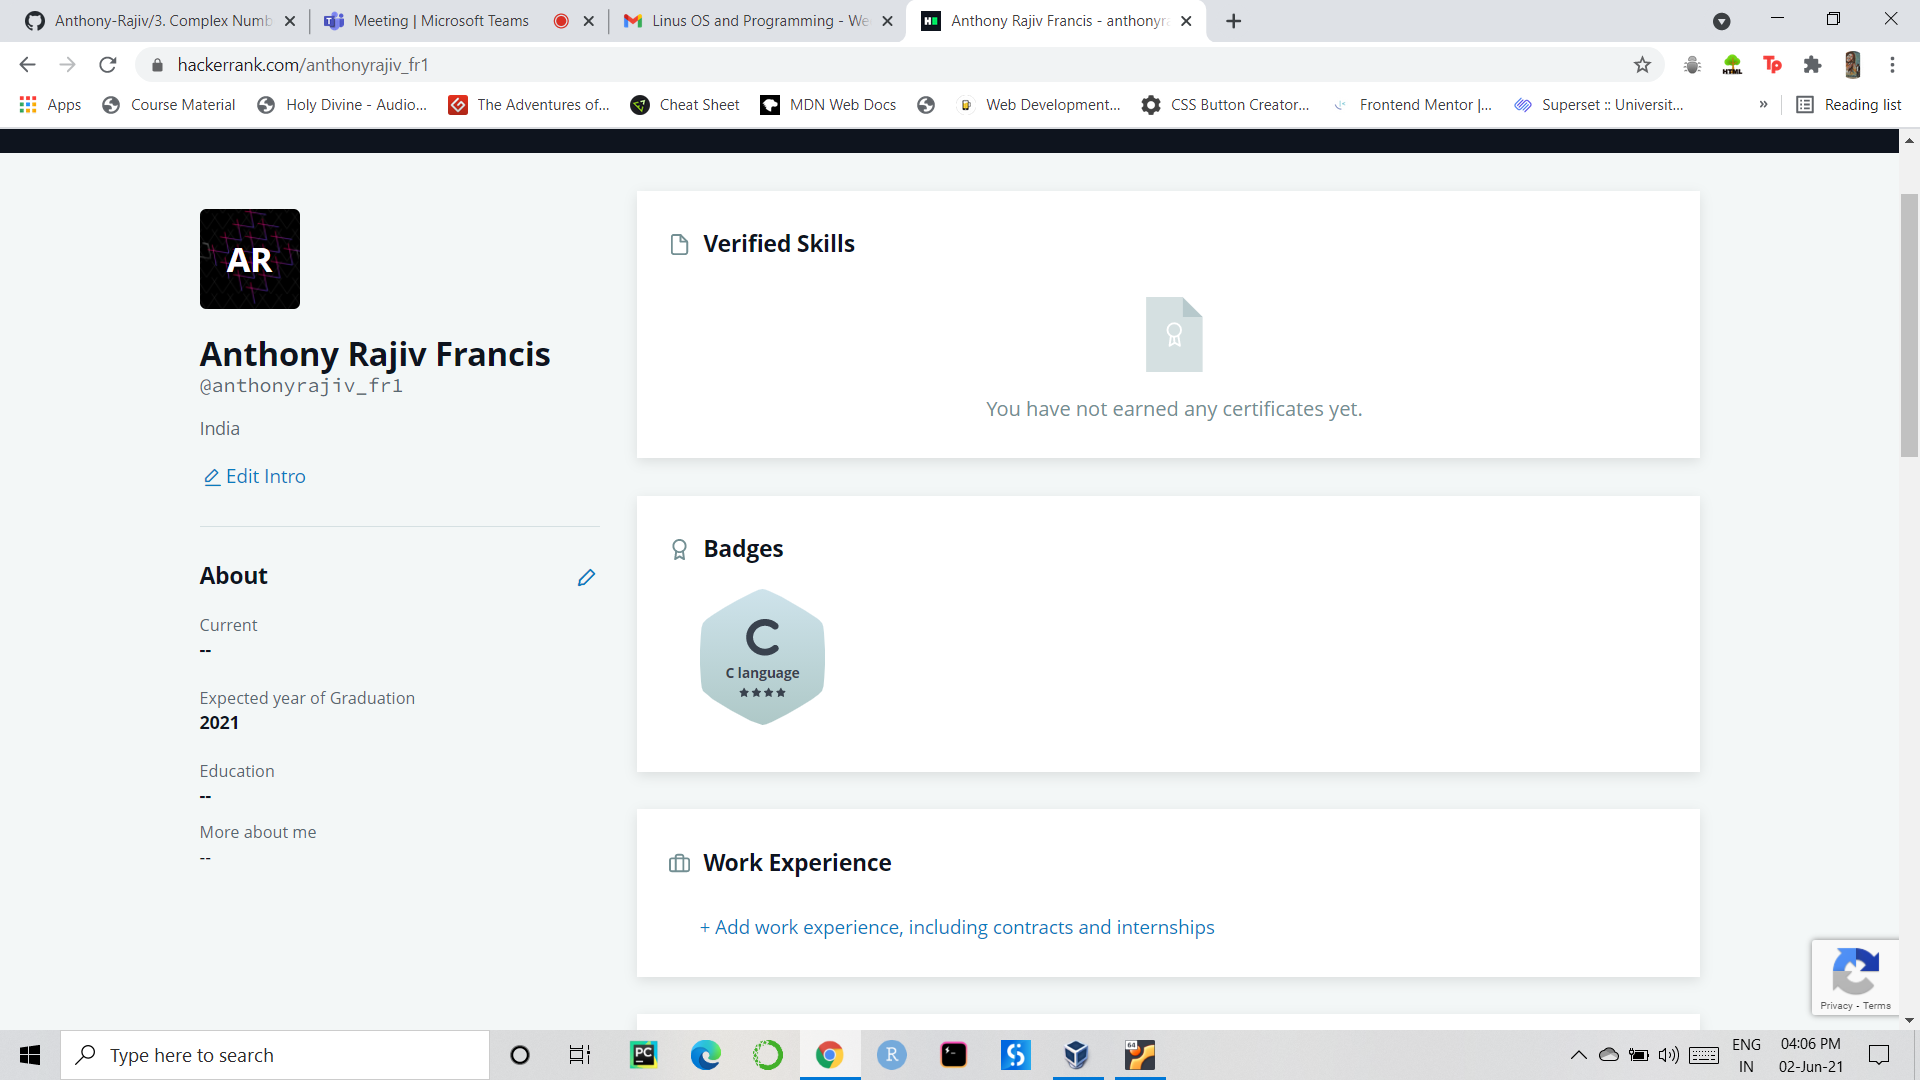 Anthony-Rajiv/3. Complex Numb
Meeting | Microsoft Teams
Linus OS and Programming - We
Anthony Rajiv Francis - anthonyra
hackerrank.com/anthonyrajiv_fr1
HTML
Tp
Apps
Course Material
Holy Divine - Audio...
The Adventures of...
Cheat Sheet
MDN Web Docs
Web Development...
CSS Button Creator...
Frontend Mentor |...
Superset :: Universit...
»
Reading list
AR
Anthony Rajiv Francis
@anthonyrajiv_fr1
India
Edit Intro
About
Current
--
Expected year of Graduation
2021
Education
--
More about me
--
Verified Skills
You have not earned any certificates yet.
Badges
C
C language
Work Experience
+ Add work experience, including contracts and internships
Privacy - Terms
Type here to search
PC
R
64
ENG
IN
04:06 PM
02-Jun-21